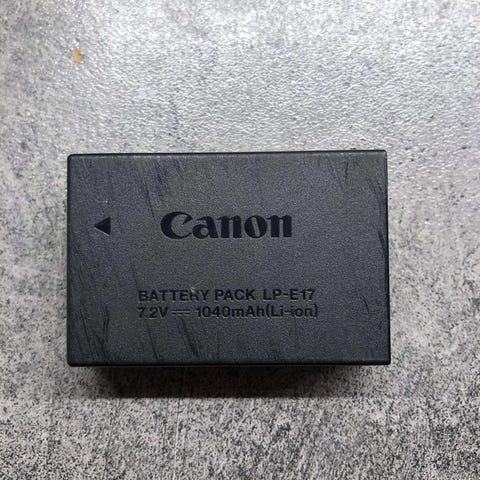 Canon
BATTERY PACK LP-E17
7.2V ⎓ 1040mAh(Li-ion)